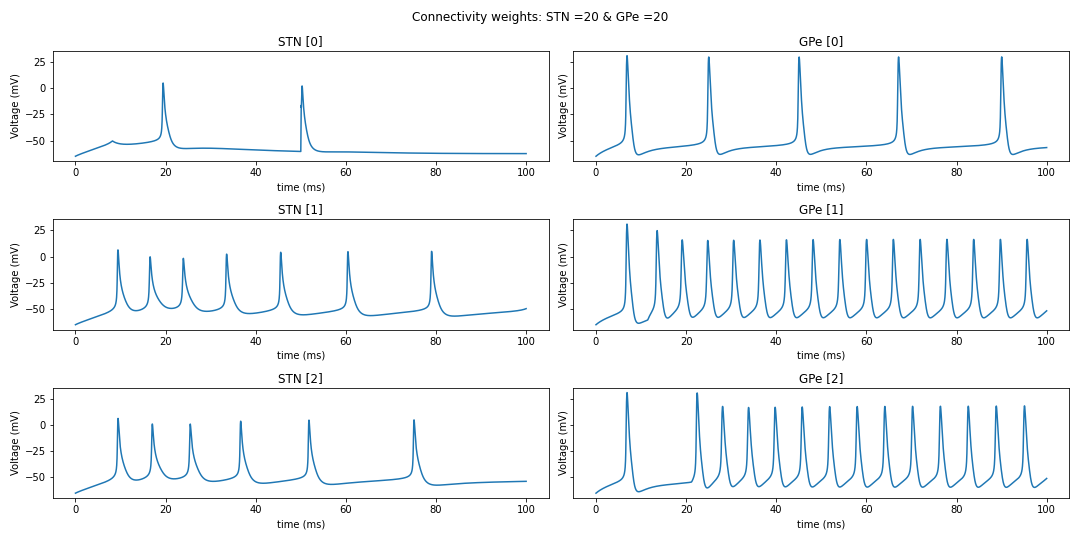 Connectivity weights: STN =20 & GPe =20
STN [0]
Voltage (mV)
25
0
−25
−50
0 20 40 60 80 100
time (ms)
GPe [0]
Voltage (mV)
0 20 40 60 80 100
time (ms)
STN [1]
Voltage (mV)
25
0
−25
−50
0 20 40 60 80 100
time (ms)
GPe [1]
Voltage (mV)
0 20 40 60 80 100
time (ms)
STN [2]
Voltage (mV)
25
0
−25
−50
0 20 40 60 80 100
time (ms)
GPe [2]
Voltage (mV)
0 20 40 60 80 100
time (ms)